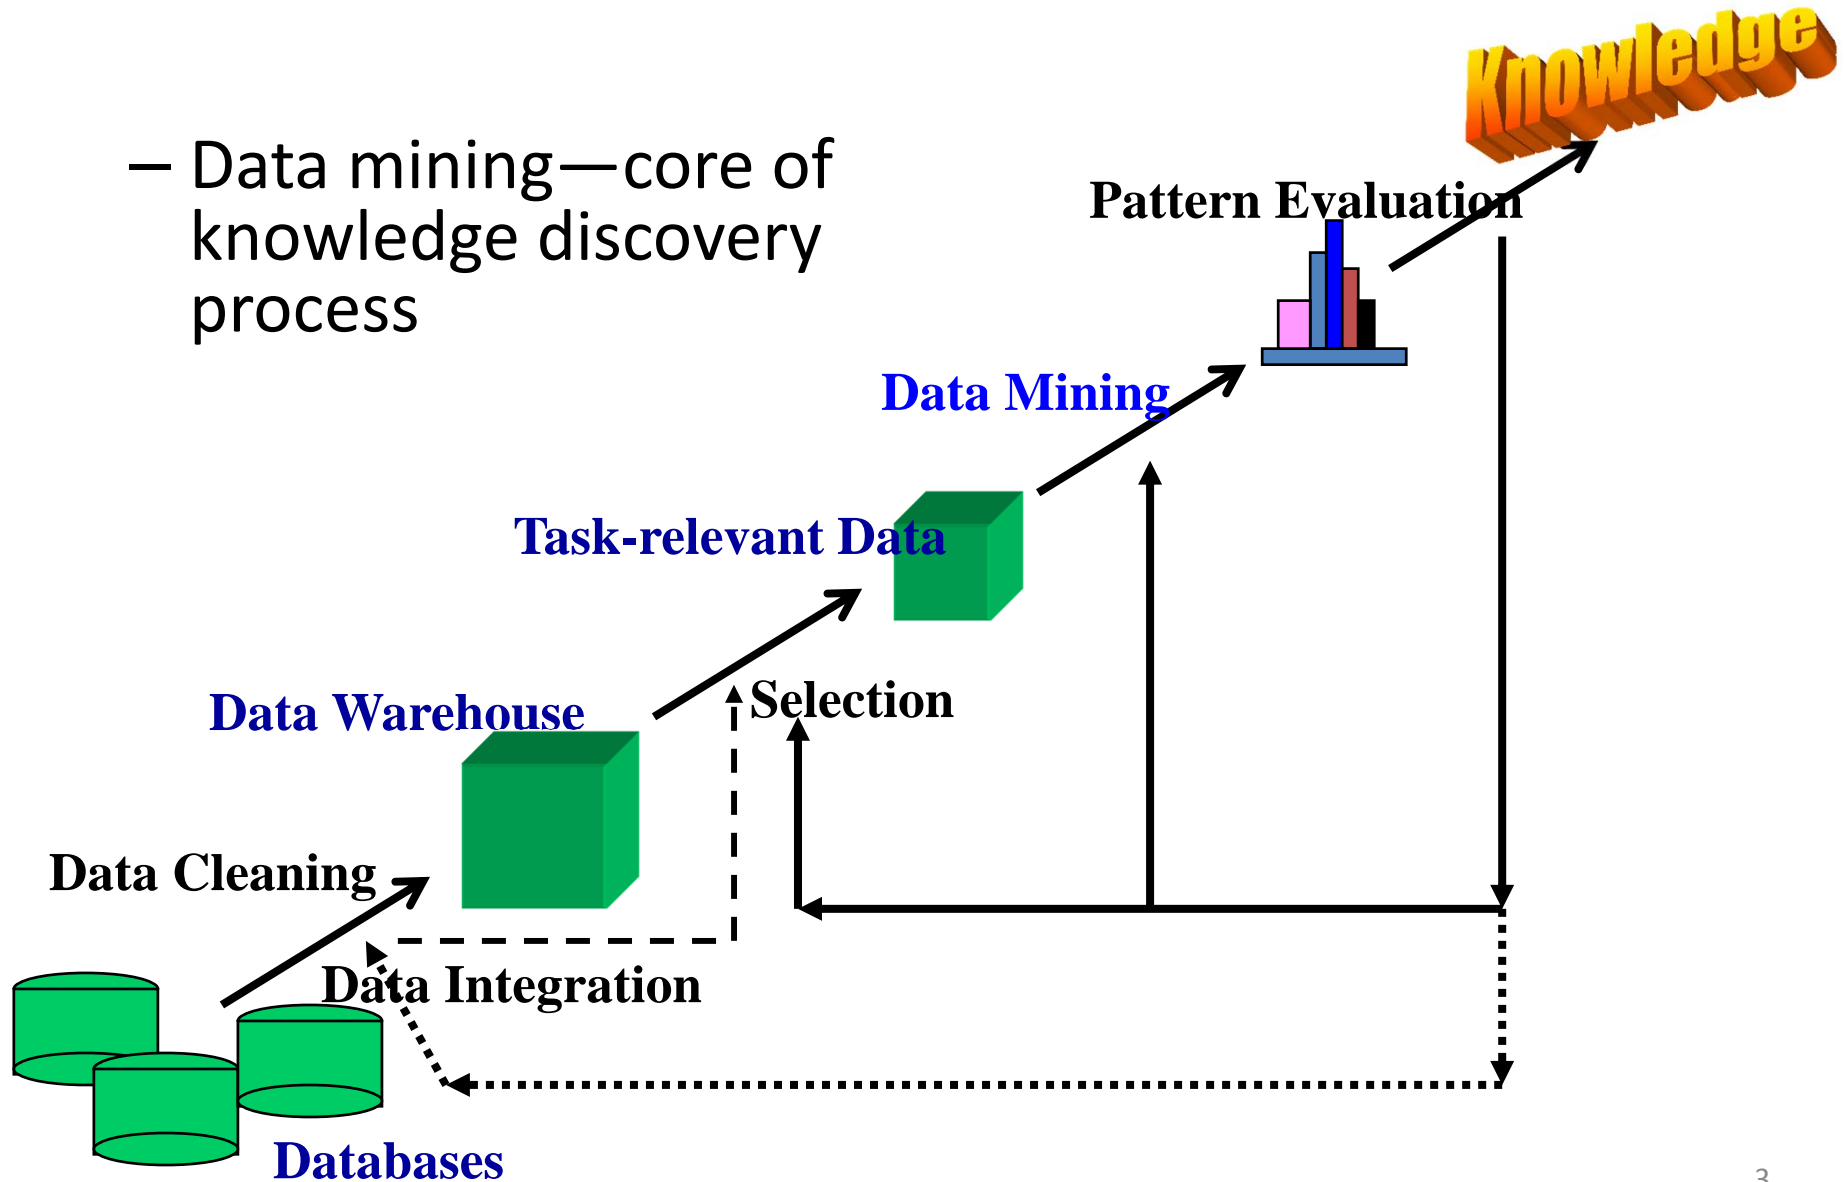 Knowledge
– Data mining—core of
knowledge discovery
process
Pattern Evaluation
Data Mining
Task-relevant Data
Selection
Data Warehouse
Data Cleaning
Data Integration
Databases
3